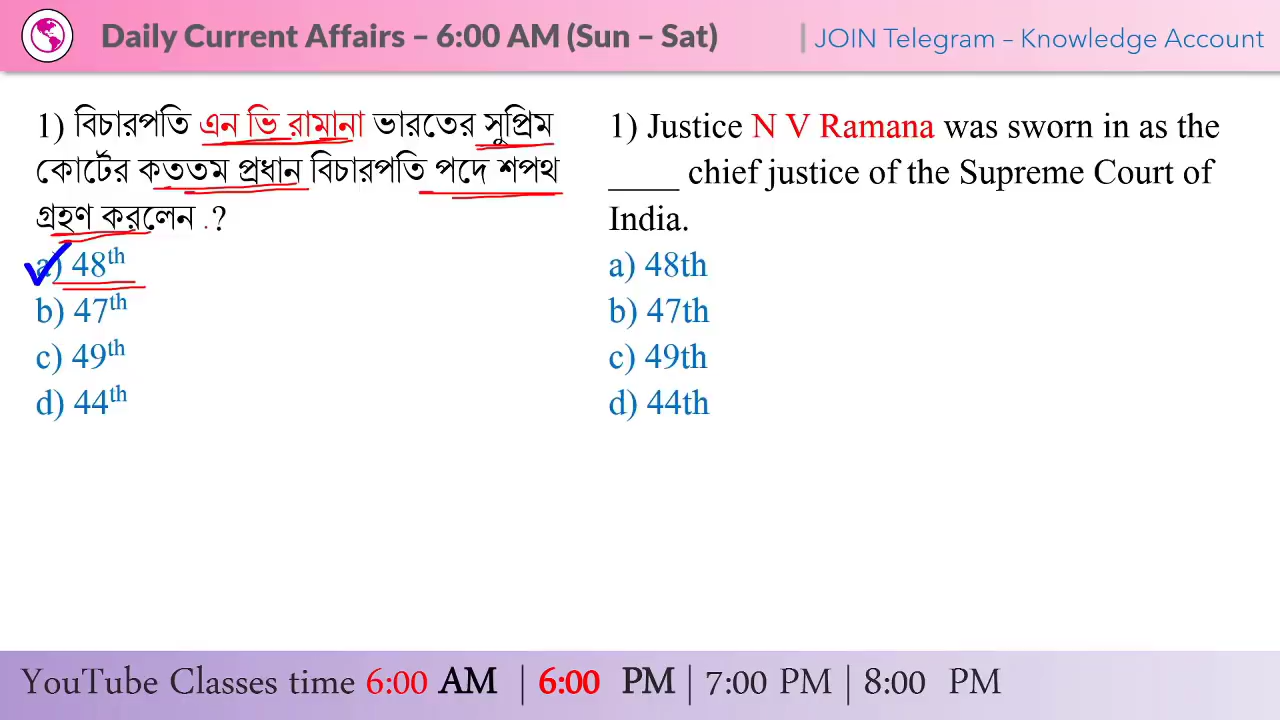 Daily Current Affairs – 6:00 AM (Sun – Sat)
| JOIN Telegram – Knowledge Account
1) বিচারপতি এন ভি রামানা ভারতের সুপ্রিম
কোর্টের কততম প্রধান বিচারপতি পদে শপথ
গ্রহণ করলেন .?
a) 48th
b) 47th
c) 49th
d) 44th
1) Justice N V Ramana was sworn in as the
____ chief justice of the Supreme Court of
India.
a) 48th
b) 47th
c) 49th
d) 44th
YouTube Classes time 6:00 AM | 6:00 PM | 7:00 PM | 8:00 PM